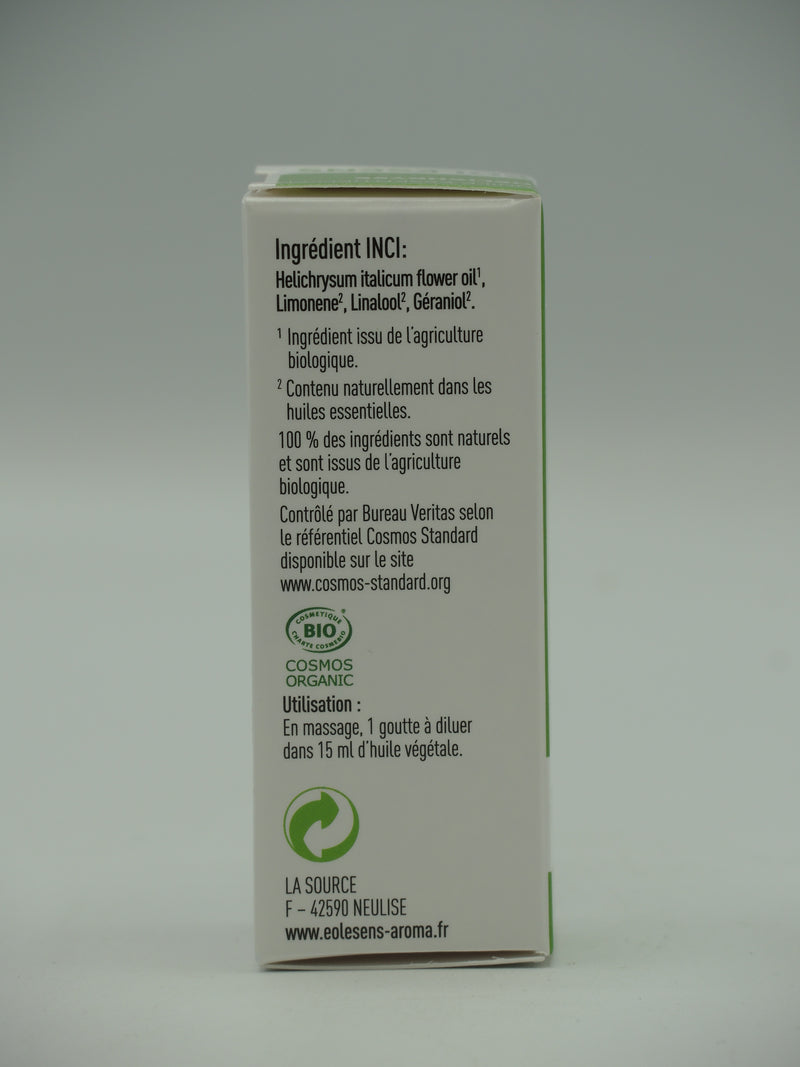 Ingrédient INCI:
Helichrysum italicum flower oil¹,
Limonene², Linalool², Géraniol².
¹ Ingrédient issu de l'agriculture
biologique.
² Contenu naturellement dans les
huiles essentielles.
100 % des ingrédients sont naturels
et sont issus de l'agriculture
biologique.
Contrôlé par Bureau Veritas selon
le référentiel Cosmos Standard
disponible sur le site
www.cosmos-standard.org
COSMETIQUE
BIO
CHARTE COSMEBIO
COSMOS
ORGANIC
Utilisation :
En massage, 1 goutte à diluer
dans 15 ml d'huile végétale.
LA SOURCE
F – 42590 NEULISE
www.eolesens-aroma.fr